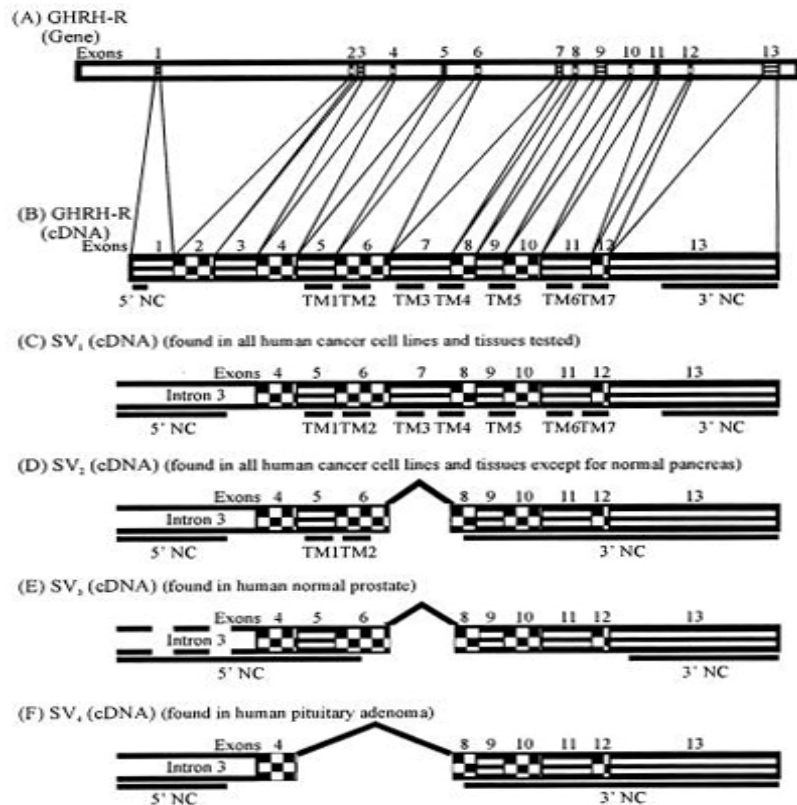 (A) GHRH-R
(Gene)
Exons 1 2 3 4 5 6 7 8 9 10 11 12 13
(B) GHRH-R
(cDNA)
Exons 1 2 3 4 5 6 7 8 9 10 11 12 13
5' NC TM1 TM2 TM3 TM4 TM5 TM6 TM7 3' NC
(C) SV₁ (cDNA) (found in all human cancer cell lines and tissues tested)
Exons 4 5 6 7 8 9 10 11 12 13
Intron 3
5' NC TM1 TM2 TM3 TM4 TM5 TM6 TM7 3' NC
(D) SV₂ (cDNA) (found in all human cancer cell lines and tissues except for normal pancreas)
Exons 4 5 6 8 9 10 11 12 13
Intron 3
5' NC TM1 TM2 3' NC
(E) SV₃ (cDNA) (found in human normal prostate)
Exons 4 5 6 8 9 10 11 12 13
Intron 3
5' NC 3' NC
(F) SV₄ (cDNA) (found in human pituitary adenoma)
Exons 4 8 9 10 11 12 13
Intron 3
5' NC 3' NC